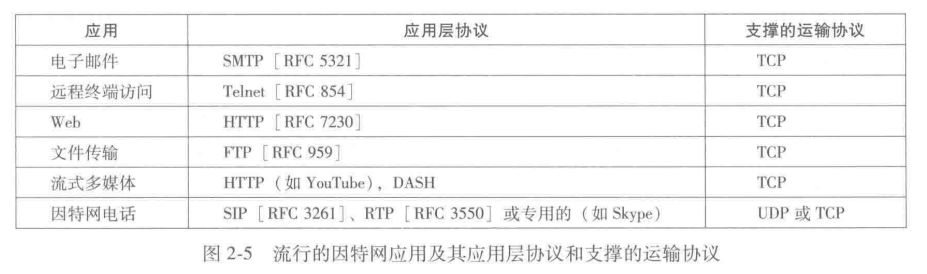 应用 应用层协议 支撑的运输协议
电子邮件 SMTP［RFC 5321］ TCP
远程终端访问 Telnet［RFC 854］ TCP
Web HTTP［RFC 7230］ TCP
文件传输 FTP［RFC 959］ TCP
流式多媒体 HTTP（如 YouTube），DASH TCP
因特网电话 SIP［RFC 3261］、RTP［RFC 3550］或专用的（如 Skype） UDP 或 TCP
图 2-5 流行的因特网应用及其应用层协议和支撑的运输协议